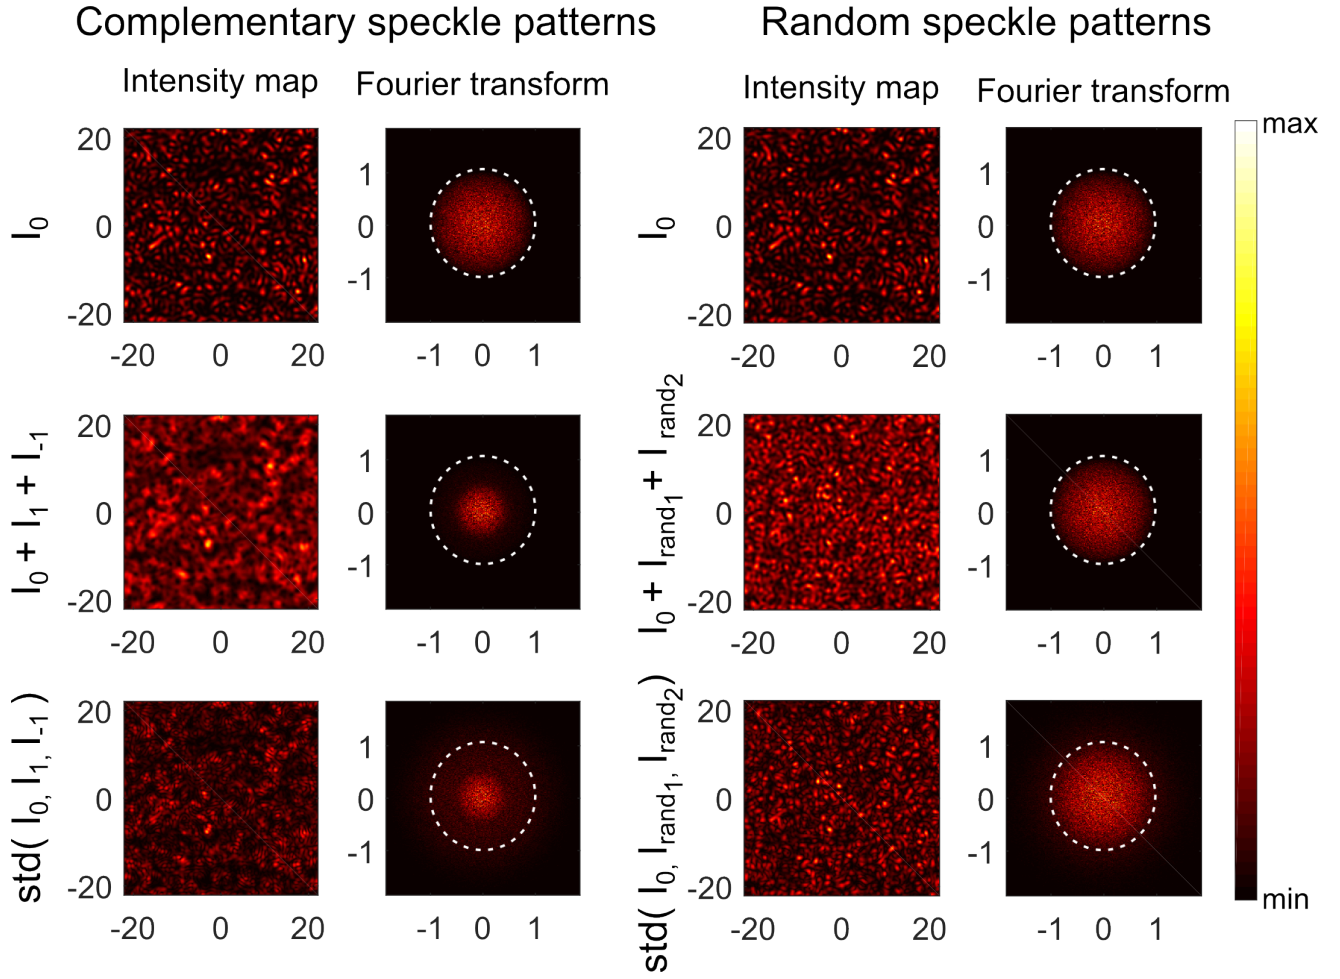 Complementary speckle patterns
Random speckle patterns
Intensity map
Fourier transform
Intensity map
Fourier transform
max
I0
20
0
-20
-20 0 20
1
0
-1
-1 0 1
I0
20
0
-20
-20 0 20
1
0
-1
-1 0 1
I0 + I1 + I-1
20
0
-20
-20 0 20
1
0
-1
-1 0 1
I0 + Irand1 + Irand2
20
0
-20
-20 0 20
1
0
-1
-1 0 1
std( I0, I1, I-1 )
20
0
-20
-20 0 20
1
0
-1
-1 0 1
std( I0, Irand1, Irand2)
20
0
-20
-20 0 20
1
0
-1
-1 0 1
min